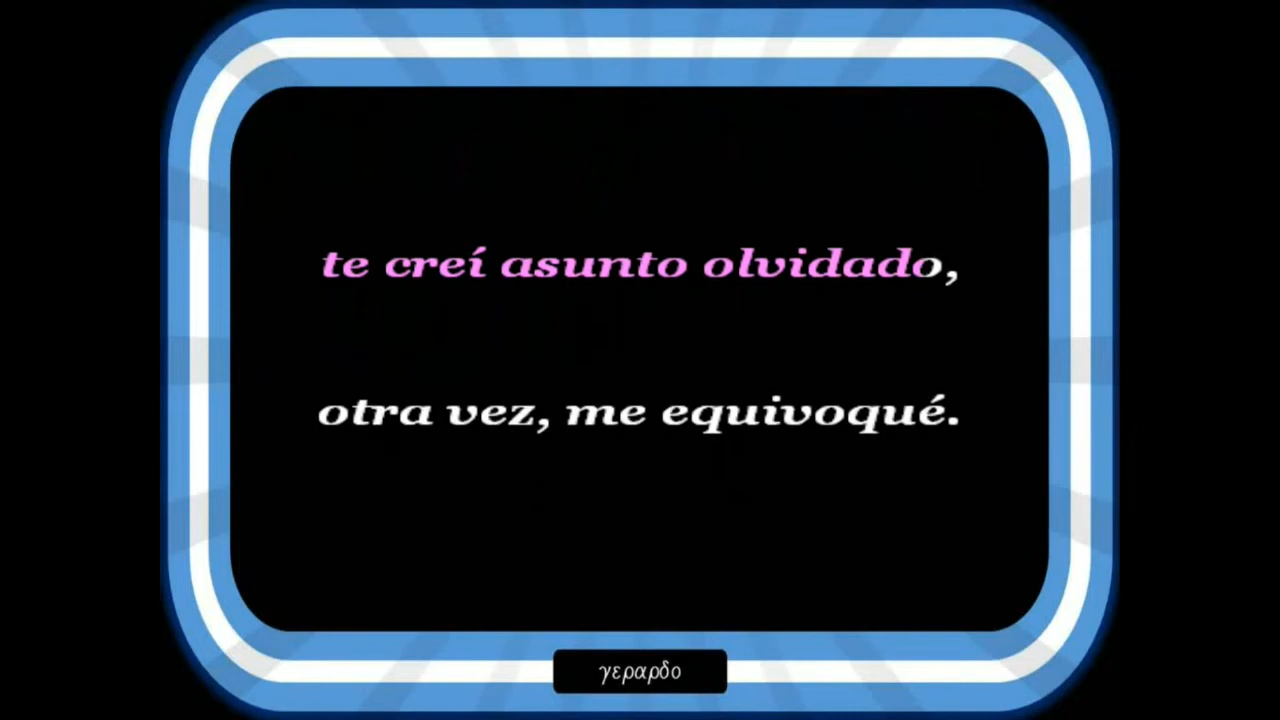 te creí asunto olvidado,
otra vez, me equivoqué.
γεραρδο